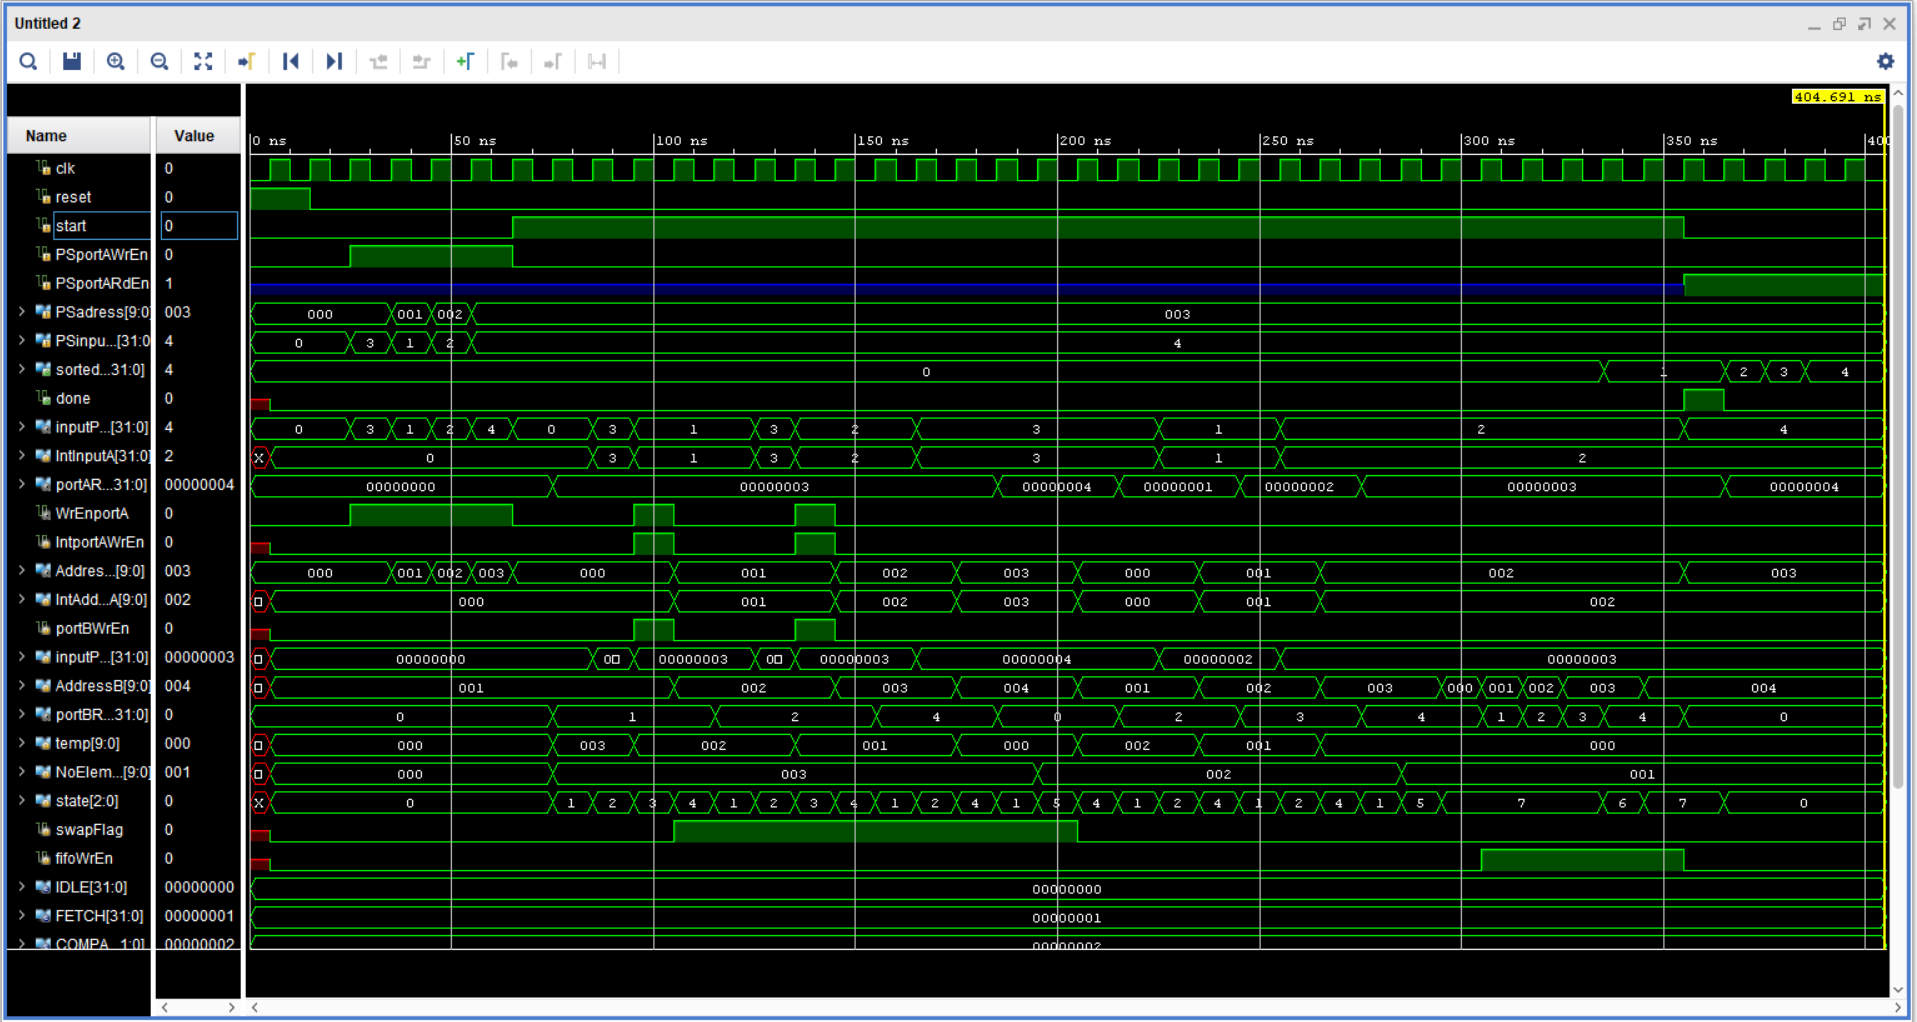 Untitled 2
404.691 ns
Name Value
0 ns 50 ns 100 ns 150 ns 200 ns 250 ns 300 ns 350 ns 400
clk 0
reset 0
start 0
PSportAWrEn 0
PSportARdEn 1
PSadress[9:0] 003 000 001 002 003
PSinpu...[31:0 4 0 3 1 2 4
sorted...31:0] 4 0 1 2 3 4
done 0
inputP...[31:0] 4 0 3 1 2 4 0 3 1 3 2 3 1 2 4
IntInputA[31:0] 2 X 0 3 1 3 2 3 1 2
portAR...31:0] 00000004 00000000 00000003 00000004 00000001 00000002 00000003 00000004
WrEnportA 0
IntportAWrEn 0
Addres...[9:0] 003 000 001 002 003 000 001 002 003 000 001 002 003
IntAdd...A[9:0] 002 000 001 002 003 000 001 002
portBWrEn 0
inputP...[31:0] 00000003 00000000 0 00000003 0 00000003 00000004 00000002 00000003
AddressB[9:0] 004 001 002 003 004 001 002 003 000 001 002 003 004
portBR...31:0] 0 0 1 2 4 0 2 3 4 1 2 3 4 0
temp[9:0] 000 000 003 002 001 000 002 001 000
NoElem...[9:0] 001 000 003 002 001
state[2:0] 0 X 0 1 2 3 4 1 2 3 4 1 2 4 1 5 4 1 2 4 1 2 4 1 5 7 6 7 0
swapFlag 0
fifoWrEn 0
IDLE[31:0] 00000000 00000000
FETCH[31:0] 00000001 00000001
COMPA...1:0] 00000002 00000002